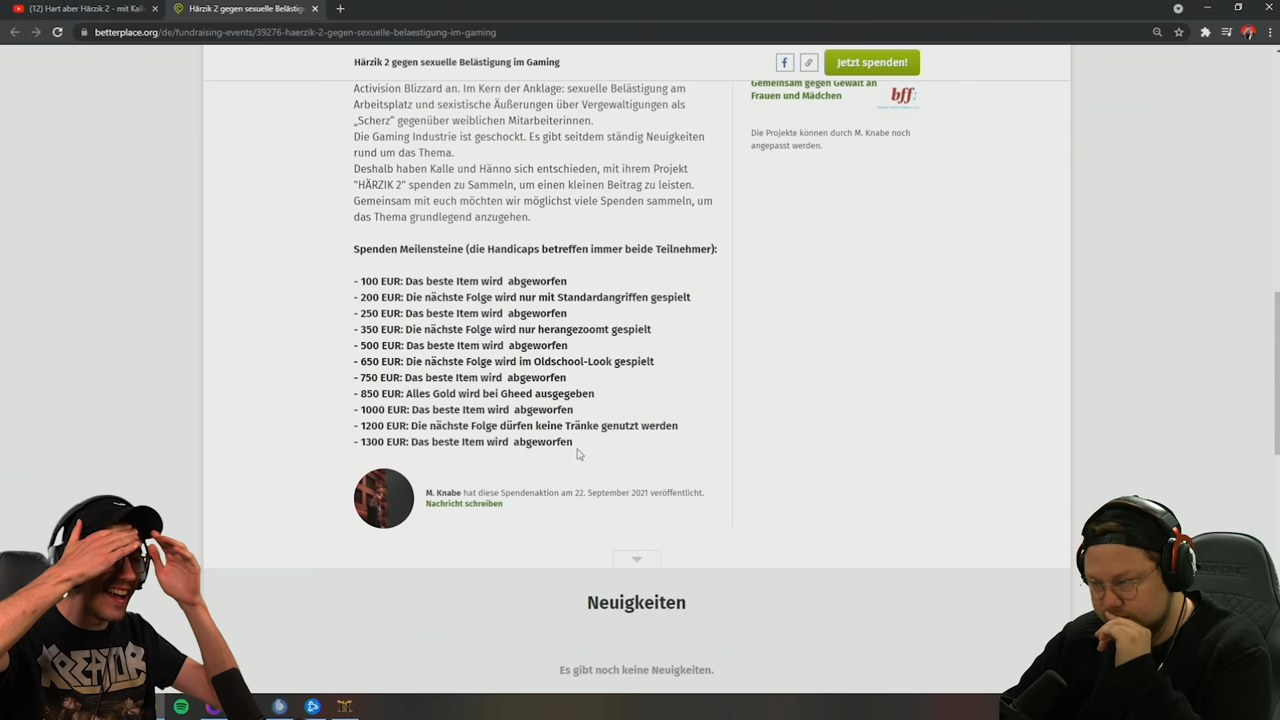 (12) Hart aber Härzik 2 - mit Kall
Härzik 2 gegen sexuelle Belästig
betterplace.org/de/fundraising-events/39276-haerzik-2-gegen-sexuelle-belaestigung-im-gaming
Härzik 2 gegen sexuelle Belästigung im Gaming
Jetzt spenden!
Activision Blizzard an. Im Kern der Anklage: sexuelle Belästigung am
Arbeitsplatz und sexistische Äußerungen über Vergewaltigungen als
„Scherz“ gegenüber weiblichen Mitarbeiterinnen.
Die Gaming Industrie ist geschockt. Es gibt seitdem ständig Neuigkeiten
rund um das Thema.
Deshalb haben Kalle und Hänno sich entschieden, mit ihrem Projekt
"HÄRZIK 2" spenden zu Sammeln, um einen kleinen Beitrag zu leisten.
Gemeinsam mit euch möchten wir möglichst viele Spenden sammeln, um
das Thema grundlegend anzugehen.
Spenden Meilensteine (die Handicaps betreffen immer beide Teilnehmer):
- 100 EUR: Das beste Item wird abgeworfen
- 200 EUR: Die nächste Folge wird nur mit Standardangriffen gespielt
- 250 EUR: Das beste Item wird abgeworfen
- 350 EUR: Die nächste Folge wird nur herangezoomt gespielt
- 500 EUR: Das beste Item wird abgeworfen
- 650 EUR: Die nächste Folge wird im Oldschool-Look gespielt
- 750 EUR: Das beste Item wird abgeworfen
- 850 EUR: Alles Gold wird bei Gheed ausgegeben
- 1000 EUR: Das beste Item wird abgeworfen
- 1200 EUR: Die nächste Folge dürfen keine Tränke genutzt werden
- 1300 EUR: Das beste Item wird abgeworfen
M. Knabe hat diese Spendenaktion am 22. September 2021 veröffentlicht.
Nachricht schreiben
Gemeinsam gegen Gewalt an
Frauen und Mädchen
bff:
Die Projekte können durch M. Knabe noch
angepasst werden.
Neuigkeiten
Es gibt noch keine Neuigkeiten.
KREATOR